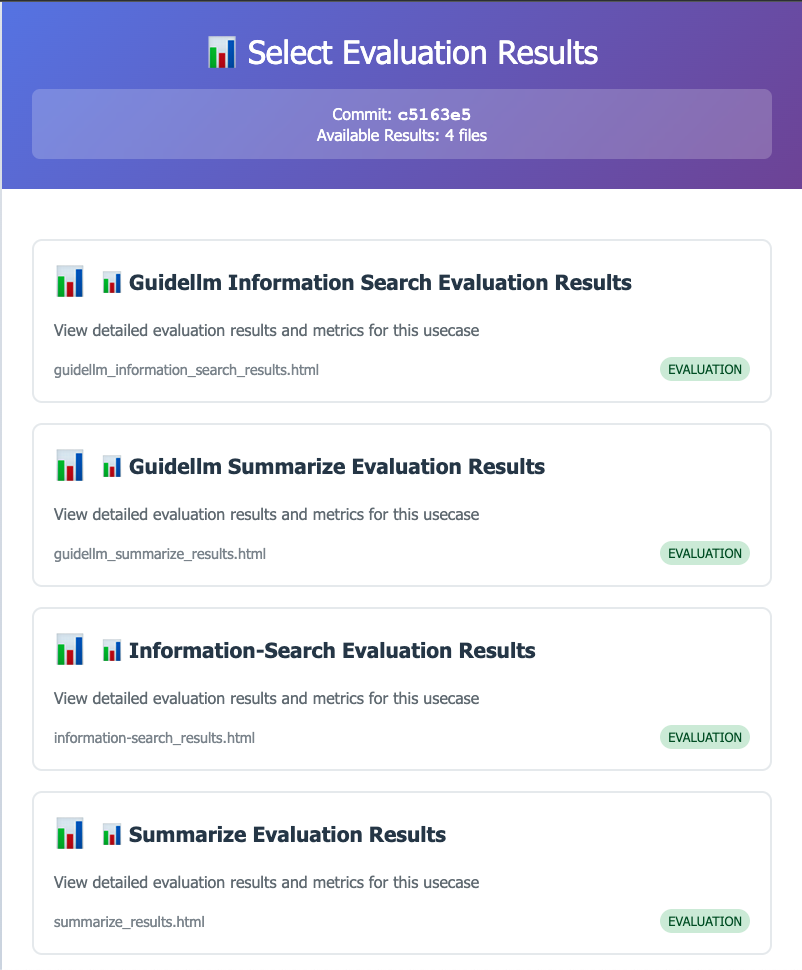 Select Evaluation Results
Commit: c5163e5
Available Results: 4 files
Guidellm Information Search Evaluation Results
View detailed evaluation results and metrics for this usecase
guidellm_information_search_results.html
EVALUATION
Guidellm Summarize Evaluation Results
View detailed evaluation results and metrics for this usecase
guidellm_summarize_results.html
EVALUATION
Information-Search Evaluation Results
View detailed evaluation results and metrics for this usecase
information-search_results.html
EVALUATION
Summarize Evaluation Results
View detailed evaluation results and metrics for this usecase
summarize_results.html
EVALUATION